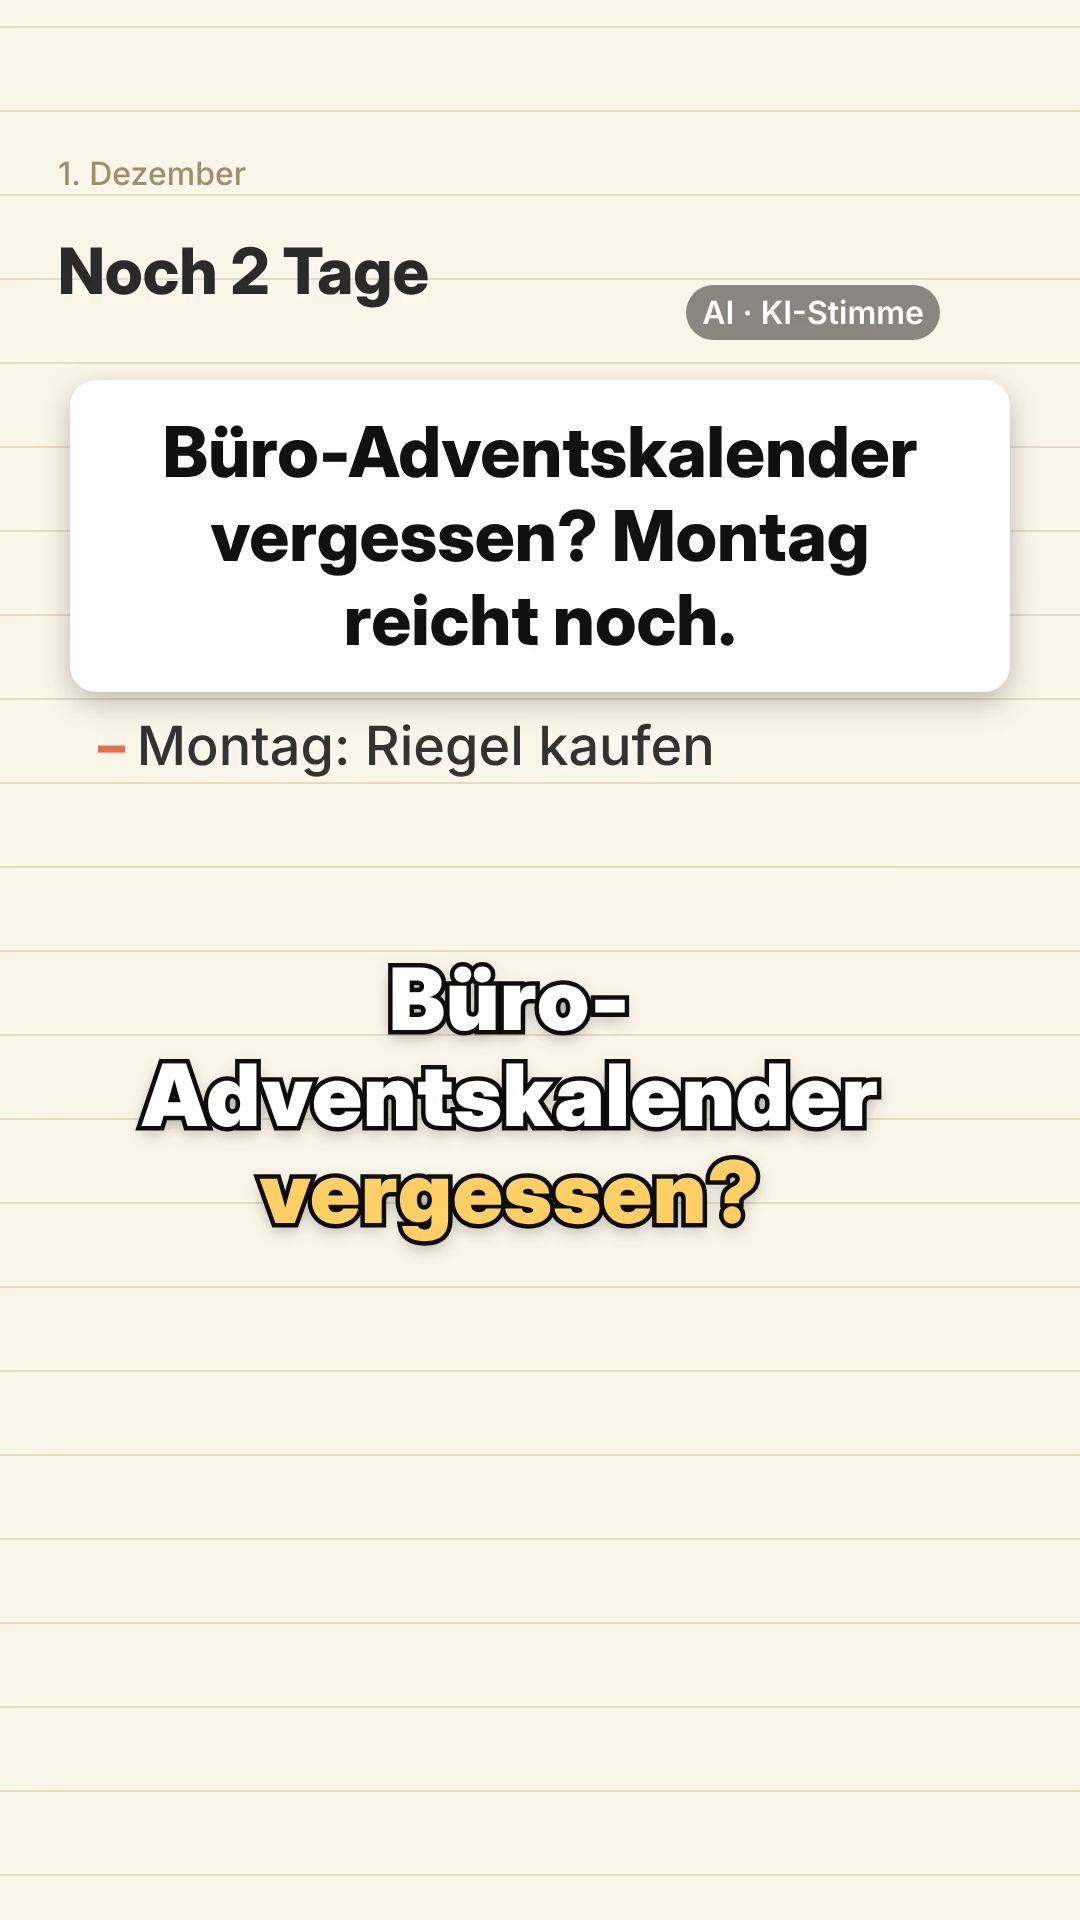 1. Dezember
Noch 2 Tage
AI · KI-Stimme
Büro-Adventskalender
vergessen? Montag
reicht noch.
– Montag: Riegel kaufen
Büro-
Adventskalender
vergessen?